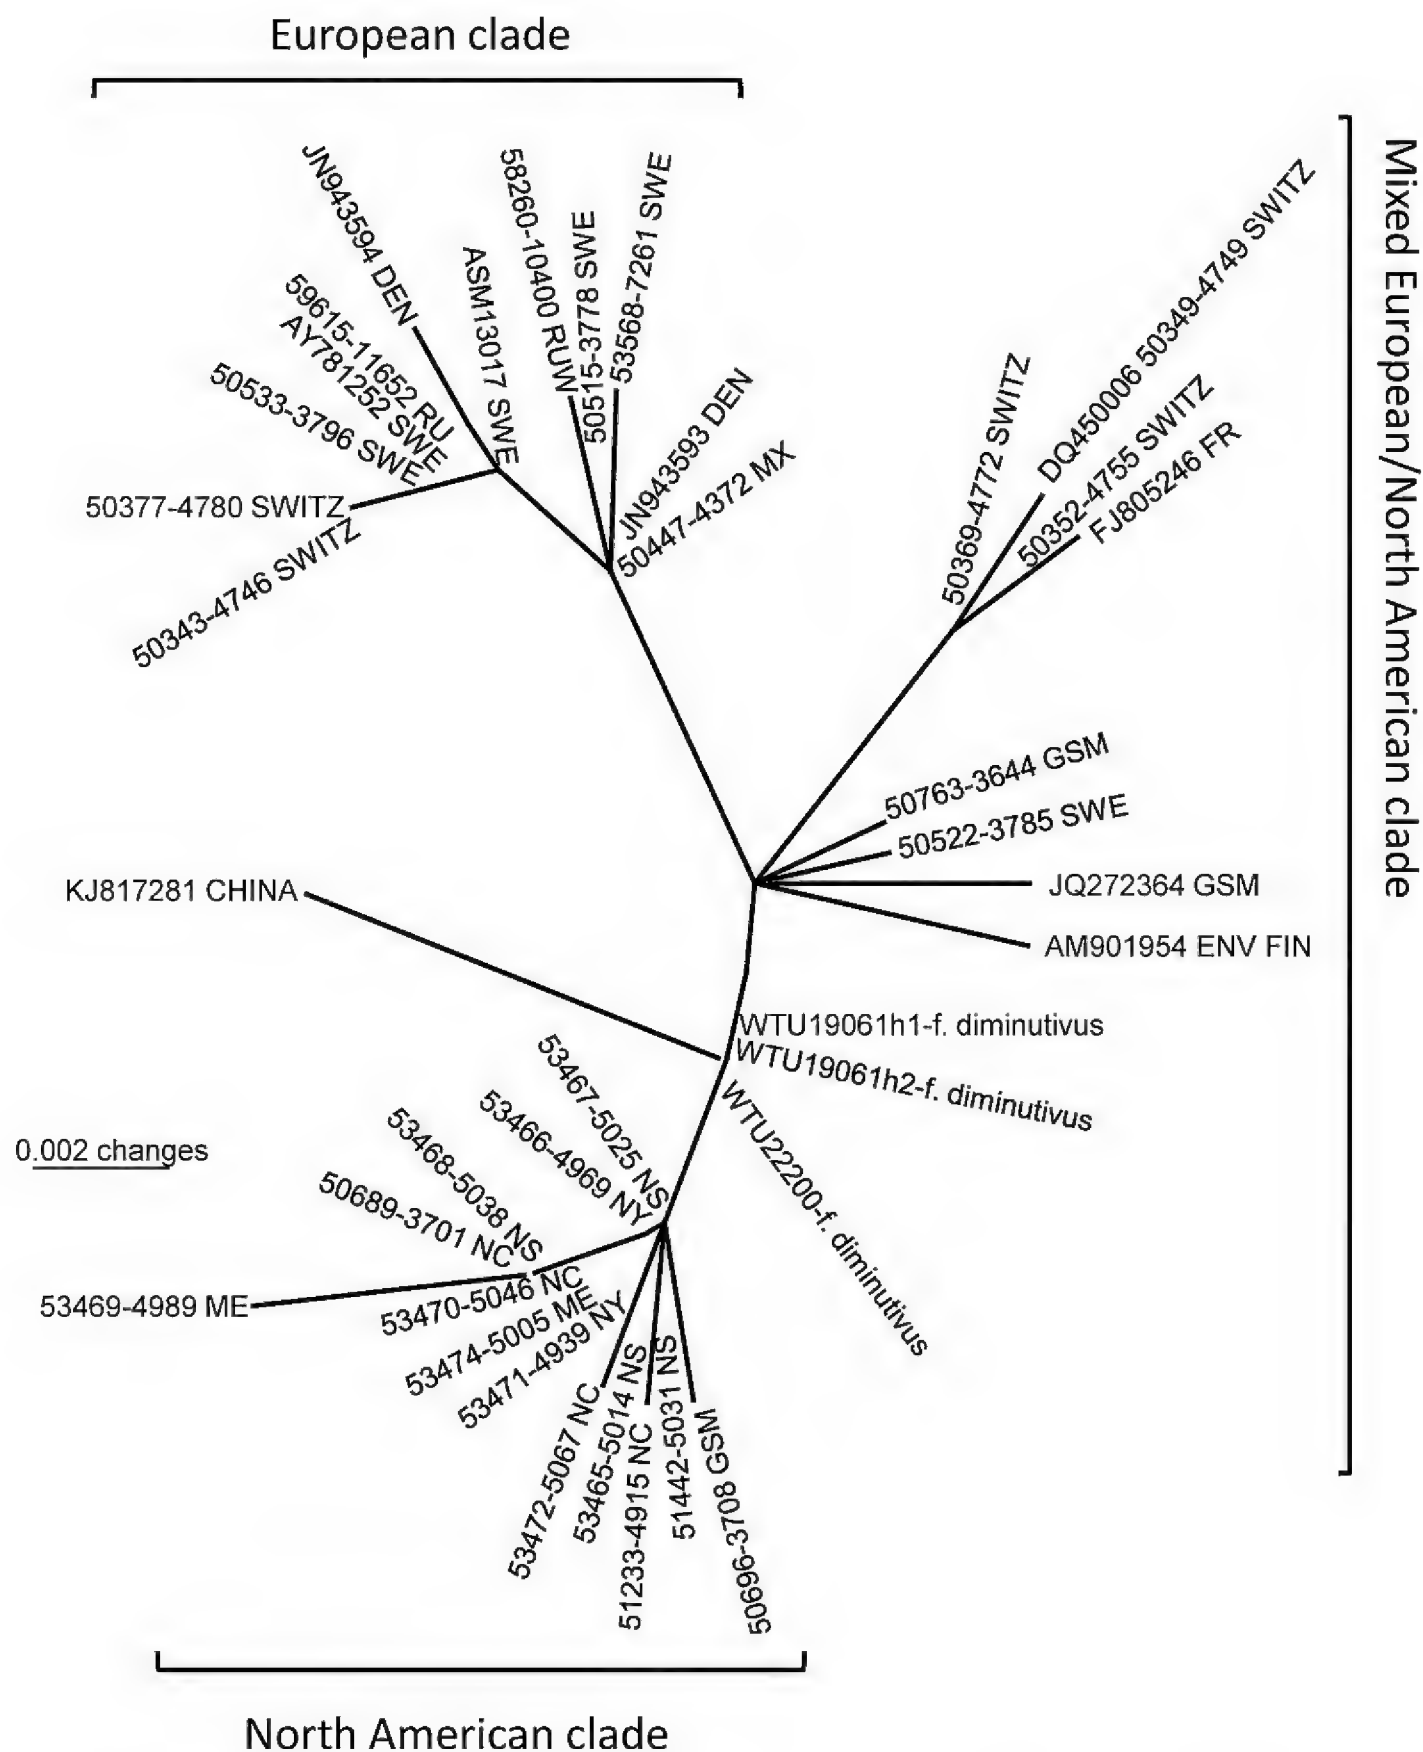 European clade
Mixed European/North American clade
JN943594 DEN
59615-11652 RU
AY781252 SWE
50533-3796 SWE
50377-4780 SWITZ
50343-4746 SWITZ
ASM13017 SWE
58260-10400 RUW
50515-3778 SWE
53568-7261 SWE
JN943593 DEN
50447-4372 MX
50369-4772 SWITZ
DQ450006 50349-4749 SWITZ
50352-4755 SWITZ
FJ805246 FR
50763-3644 GSM
50522-3785 SWE
JQ272364 GSM
AM901954 ENV FIN
KJ817281 CHINA
WTU19061h1-f. diminutivus
WTU19061h2-f. diminutivus
WTU22200-f. diminutivus
0.002 changes
53467-5025 NS
53466-4969 NY
53468-5038 NS
50689-3701 NC
53469-4989 ME
53470-5046 NC
53474-5005 ME
53471-4939 NY
53472-5067 NC
53465-5014 NS
51233-4915 NC
51442-5031 NS
50696-3708 GSM
North American clade